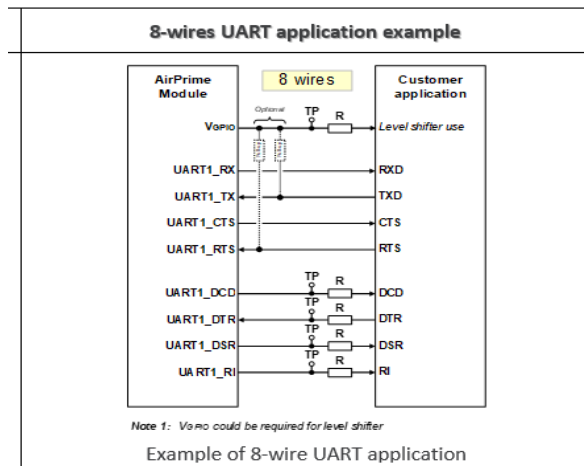 8-wires UART application example
AirPrime Module
8 wires
Customer application
Optional
TP
R
VGPIO
Level shifter use
UART1_RX
RXD
UART1_TX
TXD
UART1_CTS
CTS
UART1_RTS
RTS
TP
R
UART1_DCD
DCD
TP
R
UART1_DTR
DTR
TP
R
UART1_DSR
DSR
TP
R
UART1_RI
RI
Note 1: VGPIO could be required for level shifter
Example of 8-wire UART application